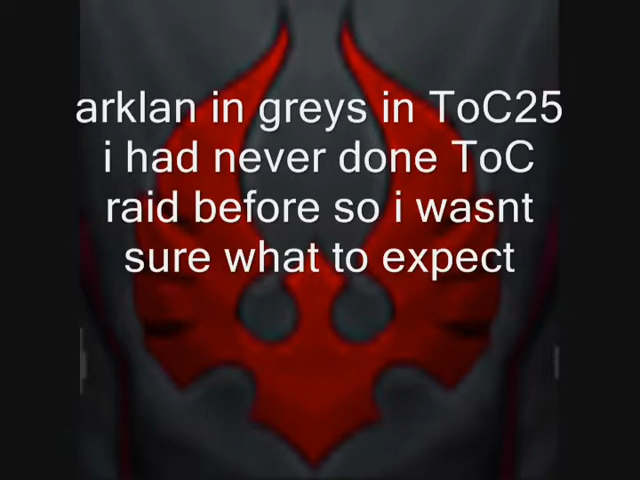 arklan in greys in ToC25
i had never done ToC
raid before so i wasnt
sure what to expect